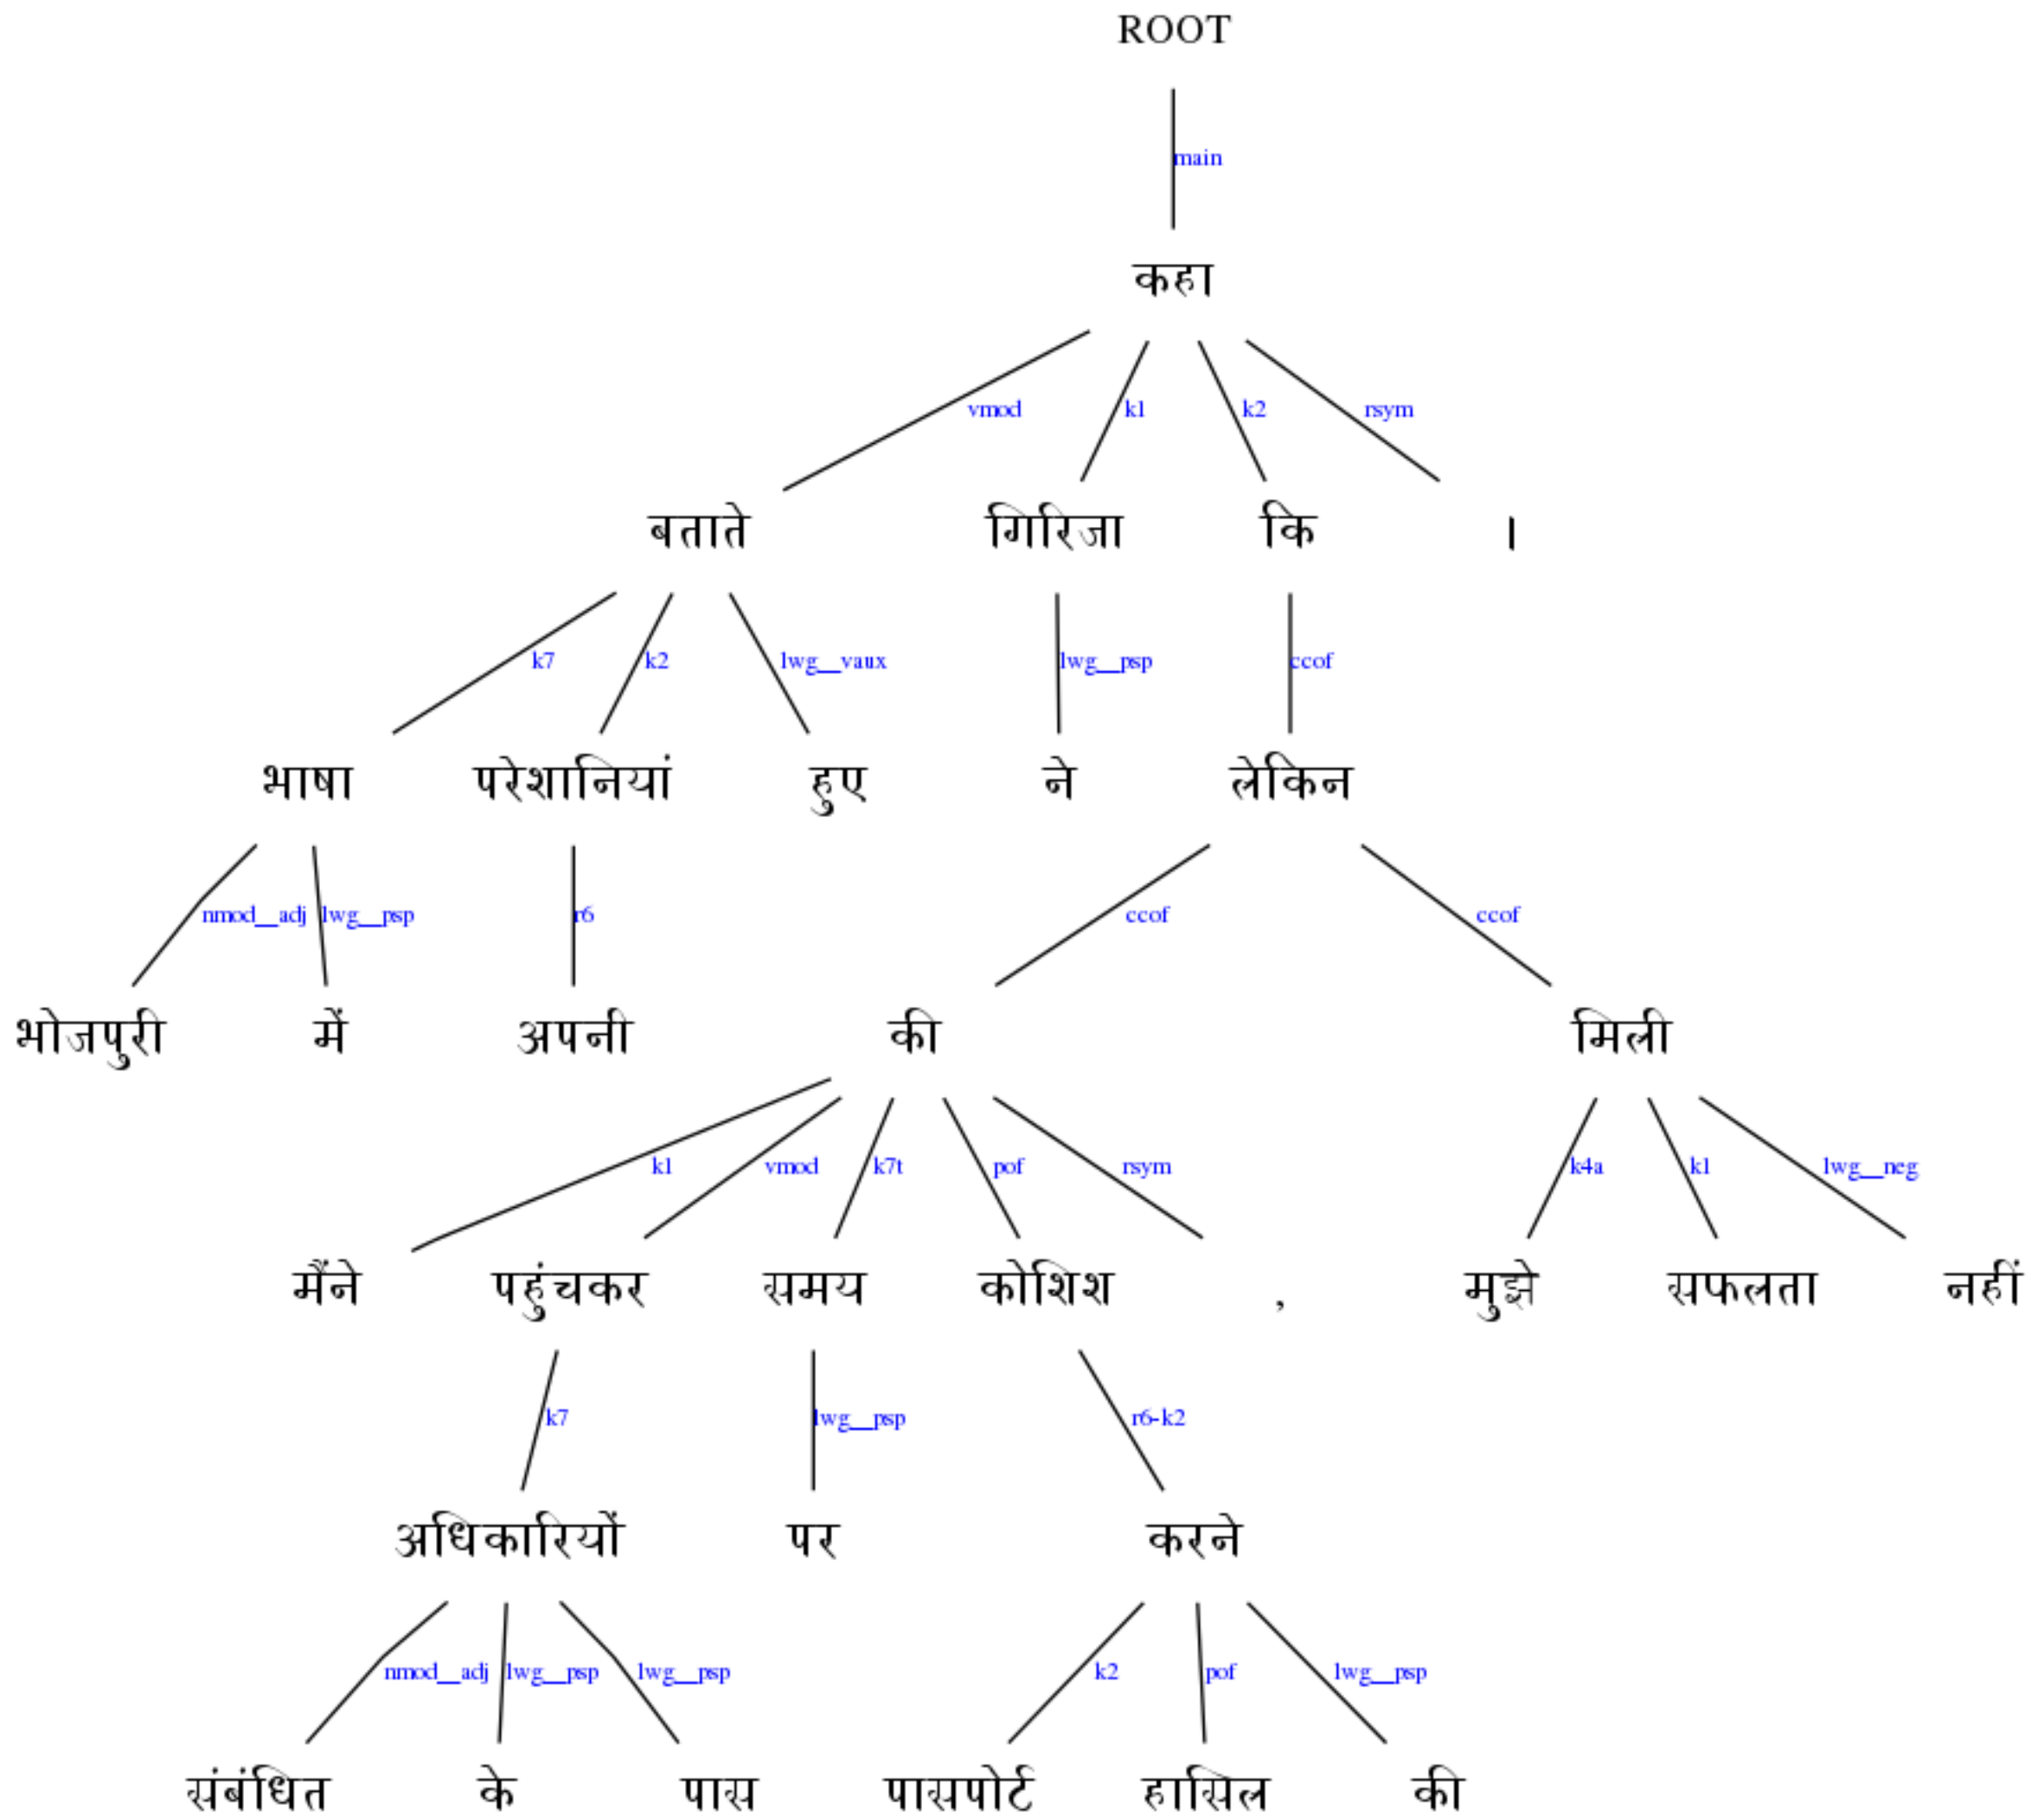 ROOT
main
कहा
vmod k1 k2 rsym
बताते गिरिजा कि ।
k7 k2 lwg__vaux lwg__psp ccof
भाषा परेशानियां हुए ने लेकिन
nmod__adj lwg__psp r6 ccof ccof
भोजपुरी में अपनी की मिली
k1 vmod k7t pof rsym k4a k1 lwg__neg
मैंने पहुंचकर समय कोशिश , मुझे सफलता नहीं
k7 lwg__psp r6-k2
अधिकारियों पर करने
nmod__adj lwg__psp lwg__psp k2 pof lwg__psp
संबंधित के पास पासपोर्ट हासिल की